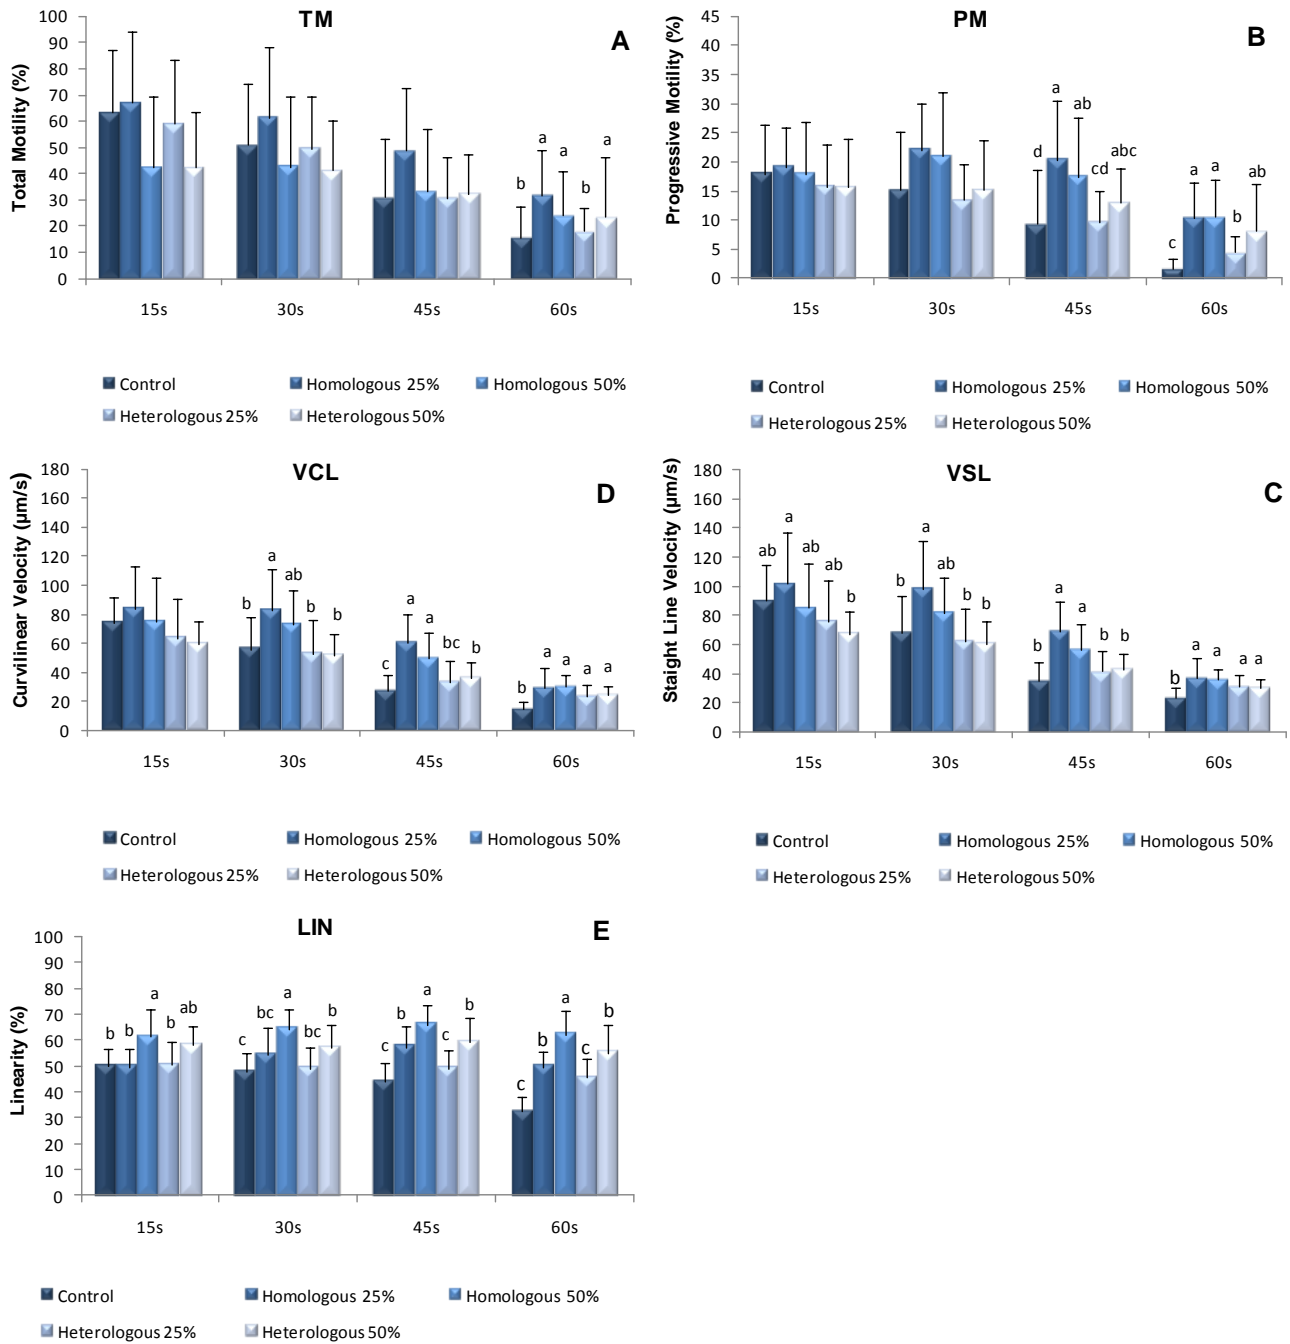 TM
A
Total Motility (%)
100
90
80
70
60
50
40
30
20
10
0
b a a b a
15s 30s 45s 60s
Control Homologous 25% Homologous 50%
Heterologous 25% Heterologous 50%
PM
B
Progressive Motility (%)
45
40
35
30
25
20
15
10
5
0
d a ab cd abc
c a a b ab
15s 30s 45s 60s
Control Homologous 25% Homologous 50%
Heterologous 25% Heterologous 50%
VCL
D
Curvilinear Velocity (µm/s)
180
160
140
120
100
80
60
40
20
0
b a ab b b
c a a bc b
b a a a a
15s 30s 45s 60s
Control Homologous 25% Homologous 50%
Heterologous 25% Heterologous 50%
VSL
C
Staight Line Velocity (µm/s)
180
160
140
120
100
80
60
40
20
0
ab a ab ab b
b a ab b b
b a a b b
b a a a a
15s 30s 45s 60s
Control Homologous 25% Homologous 50%
Heterologous 25% Heterologous 50%
LIN
E
Linearity (%)
100
90
80
70
60
50
40
30
20
10
0
b b a b ab
c bc a bc b
c b a c b
c b a c b
15s 30s 45s 60s
Control Homologous 25% Homologous 50%
Heterologous 25% Heterologous 50%